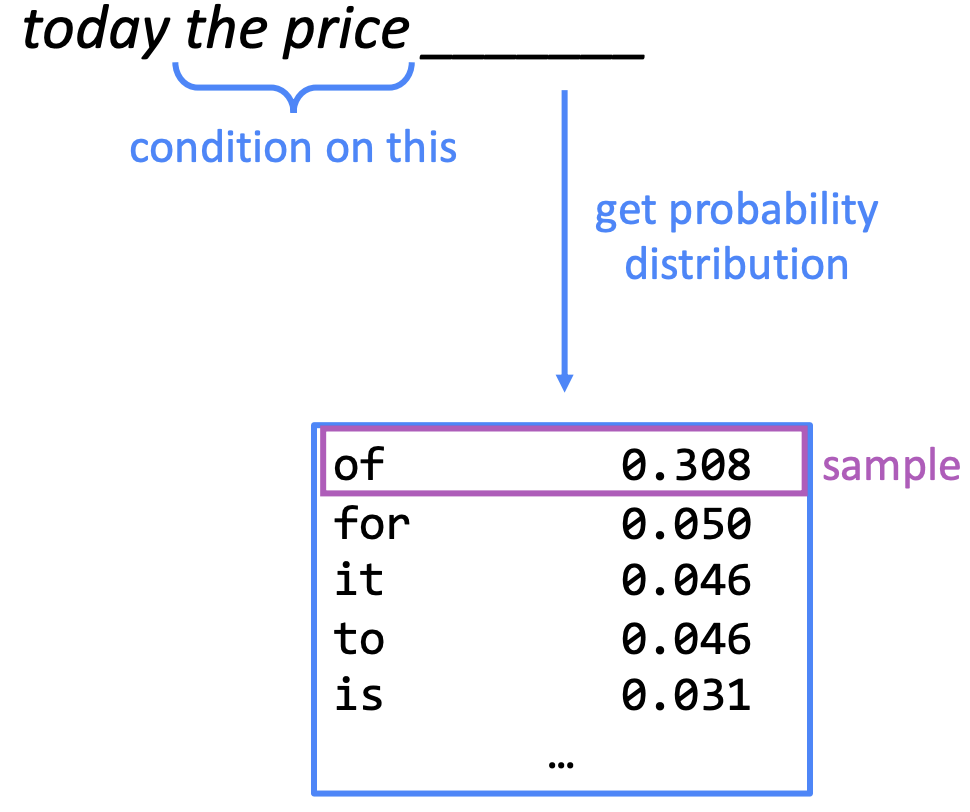 today the price _______
condition on this
get probability
distribution
of 0.308 sample
for 0.050
it 0.046
to 0.046
is 0.031
…